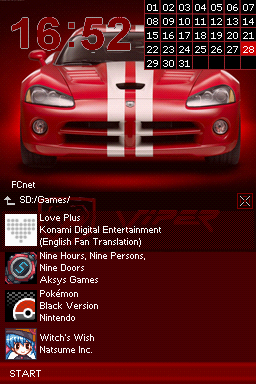 16:52
01 02 03 04 05 06 07
08 09 10 11 12 13 14
15 16 17 18 19 20 21
22 23 24 25 26 27 28
29 30 31
FCnet
SD:/Games/
Love Plus
Konami Digital Entertainment
(English Fan Translation)
Nine Hours, Nine Persons,
Nine Doors
Aksys Games
Pokémon
Black Version
Nintendo
Witch's Wish
Natsume Inc.
START